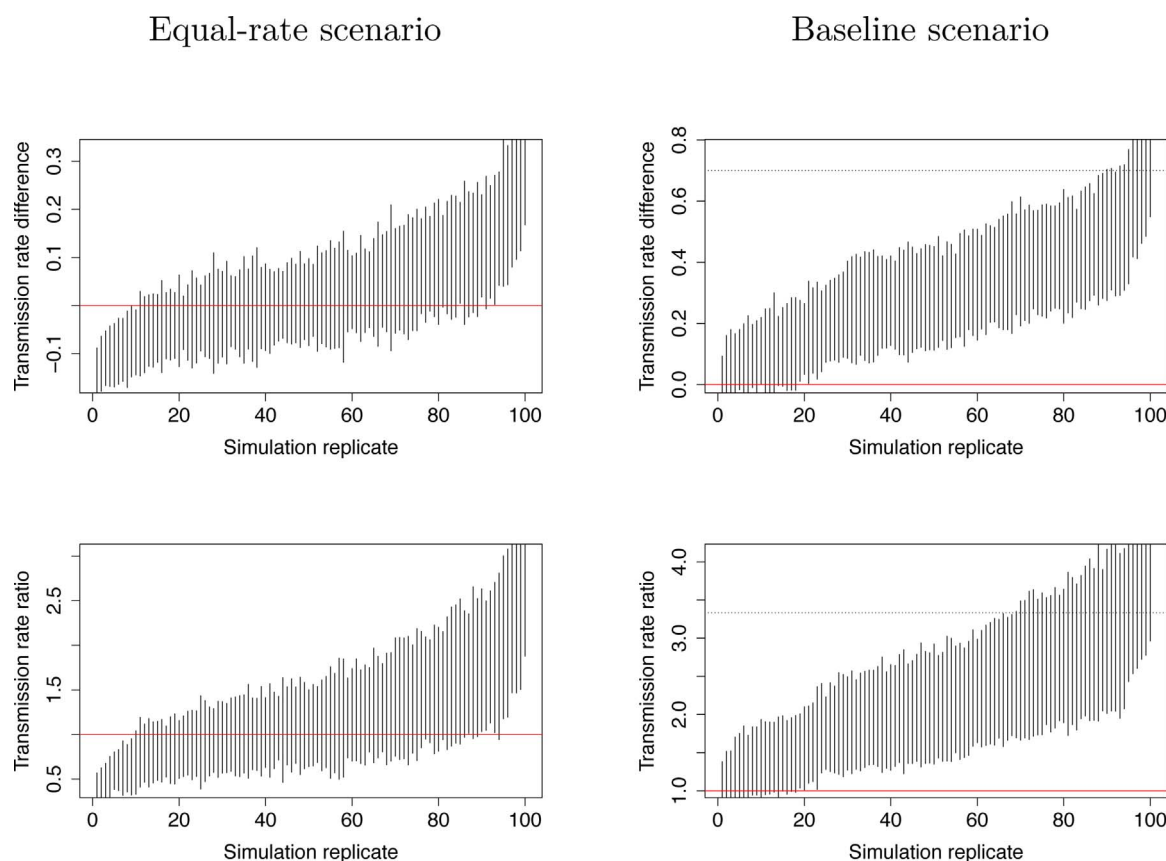 Equal-rate scenario
Baseline scenario
Transmission rate difference
0.3
0.2
0.1
−0.1
0 20 40 60 80 100
Simulation replicate
Transmission rate difference
0.8
0.6
0.4
0.2
0.0
0 20 40 60 80 100
Simulation replicate
Transmission rate ratio
2.5
1.5
0.5
0 20 40 60 80 100
Simulation replicate
Transmission rate ratio
4.0
3.0
2.0
1.0
0 20 40 60 80 100
Simulation replicate